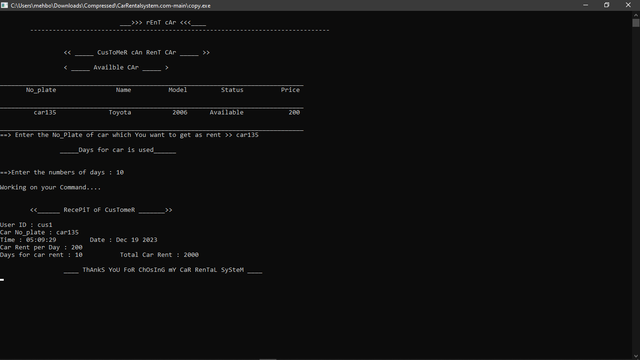 C:\Users\mehbo\Downloads\Compressed\CarRentalsystem.com-main\copy.exe
___>>> rEnT cAr <<<____
--------------------------------------------------------------------------------
<< _____ CusToMeR cAn RenT CAr _____ >>
< _____ Availble CAr _____ >
No_plate Name Model Status Price
car135 Toyota 2006 Available 200
==> Enter the No_Plate of car which You want to get as rent >> car135
_____Days for car is used______
==>Enter the numbers of days : 10
Working on your Command....
<<______ RecePiT oF CusTomeR _______>>
User ID : cus1
Car No_plate : car135
Time : 05:09:29 Date : Dec 19 2023
Car Rent per Day : 200
Days for car rent : 10 Total Car Rent : 2000
____ ThAnkS YoU FoR ChOsInG mY CaR RenTaL SySteM ____